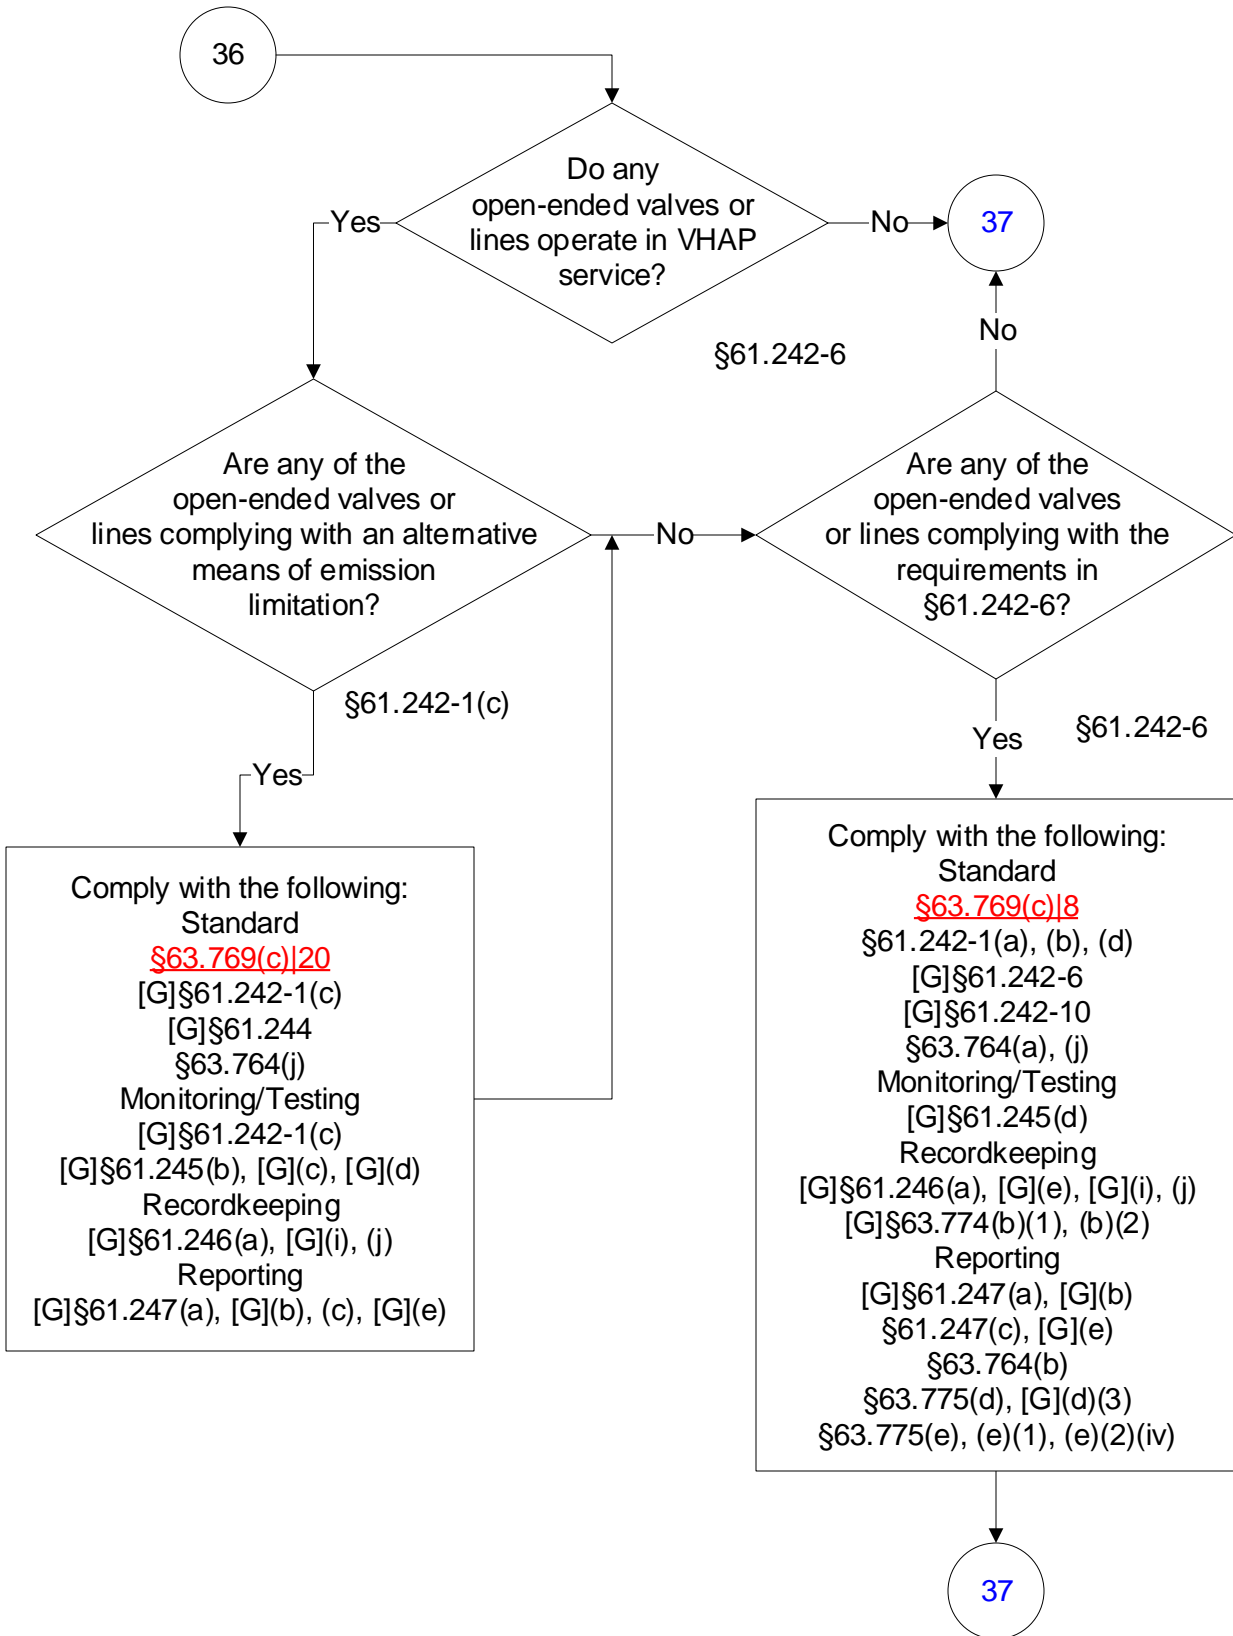 36
Do any
open-ended valves or
lines operate in VHAP
service?
Yes
No
37
§61.242-6
No
Are any of the
open-ended valves or
lines complying with an alternative
means of emission
limitation?
No
Are any of the
open-ended valves
or lines complying with the
requirements in
§61.242-6?
§61.242-1(c)
Yes
Yes
§61.242-6
Comply with the following:
Standard
§63.769(c)|20
[G]§61.242-1(c)
[G]§61.244
§63.764(j)
Monitoring/Testing
[G]§61.242-1(c)
[G]§61.245(b), [G](c), [G](d)
Recordkeeping
[G]§61.246(a), [G](i), (j)
Reporting
[G]§61.247(a), [G](b), (c), [G](e)
Comply with the following:
Standard
§63.769(c)|8
§61.242-1(a), (b), (d)
[G]§61.242-6
[G]§61.242-10
§63.764(a), (j)
Monitoring/Testing
[G]§61.245(d)
Recordkeeping
[G]§61.246(a), [G](e), [G](i), (j)
[G]§63.774(b)(1), (b)(2)
Reporting
[G]§61.247(a), [G](b)
§61.247(c), [G](e)
§63.764(b)
§63.775(d), [G](d)(3)
§63.775(e), (e)(1), (e)(2)(iv)
37